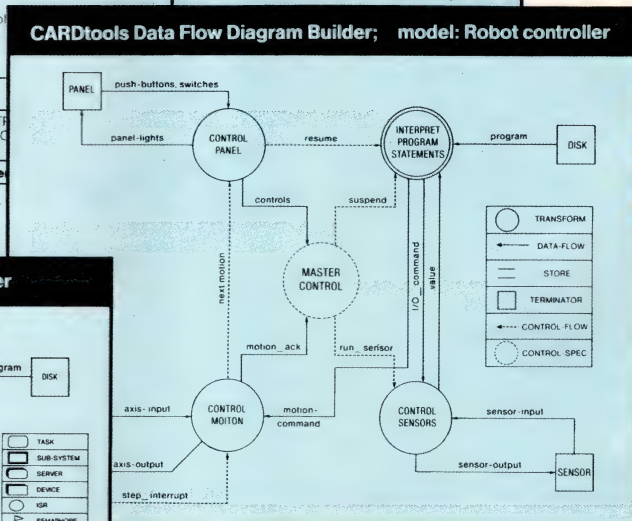 CARDtools Data Flow Diagram Builder; model: Robot controller
PANEL
push-buttons, switches
panel-lights
CONTROL
PANEL
resume
INTERPRET
PROGRAM
STATEMENTS
program
DISK
controls
suspend
next motion
MASTER
CONTROL
I/O_command
value
TRANSFORM
DATA-FLOW
STORE
TERMINATOR
CONTROL-FLOW
CONTROL-SPEC
motion_ack
run_sensor
axis-input
CONTROL
MOITON
motion-
command
CONTROL
SENSORS
sensor-input
axis-output
sensor-output
SENSOR
step_interrupt
DISK
TASK
SUB-SYSTEM
SERVER
DEVICE
ISR
SEMAPHORE